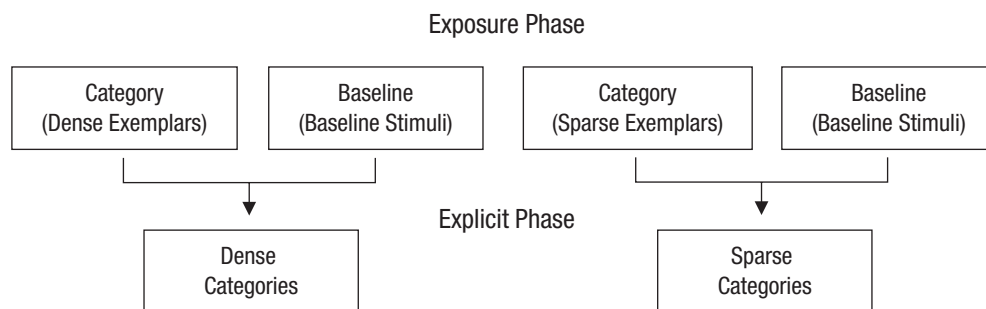 Exposure Phase
Category
(Dense Exemplars)
Baseline
(Baseline Stimuli)
Category
(Sparse Exemplars)
Baseline
(Baseline Stimuli)
Explicit Phase
Dense
Categories
Sparse
Categories